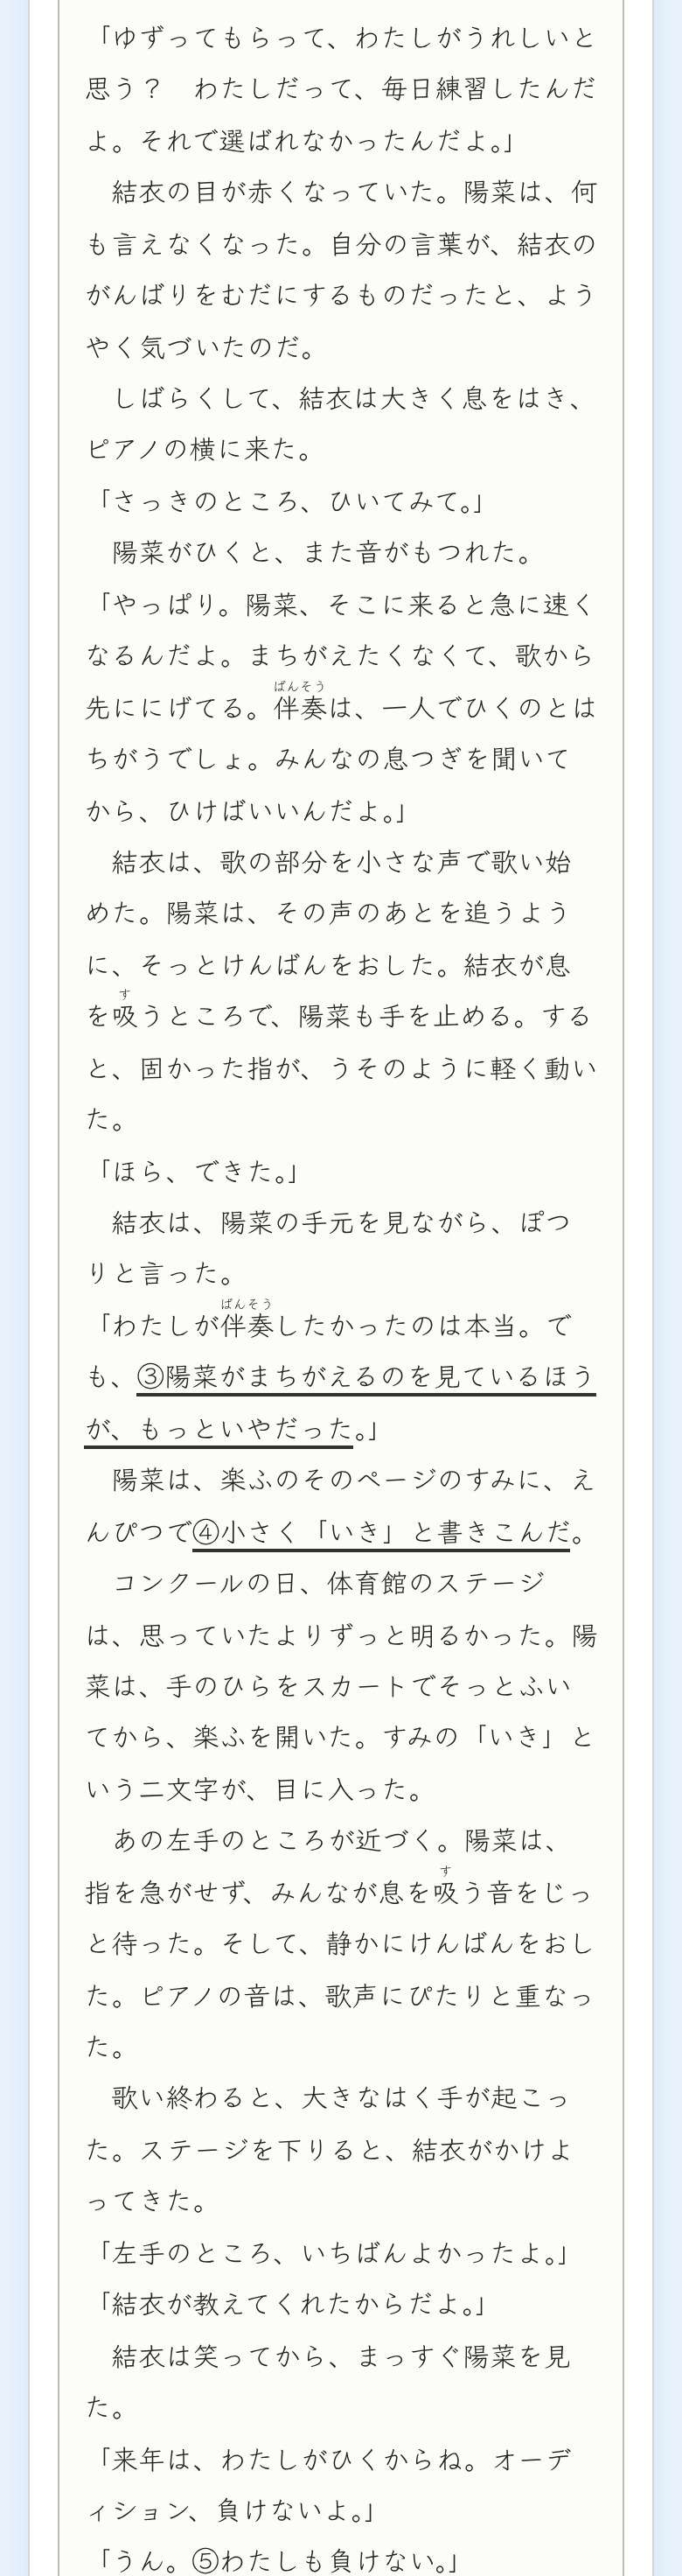 「ゆずってもらって、わたしがうれしいと
思う？　わたしだって、毎日練習したんだ
よ。それで選ばれなかったんだよ。」
　結衣の目が赤くなっていた。陽菜は、何
も言えなくなった。自分の言葉が、結衣の
がんばりをむだにするものだったと、よう
やく気づいたのだ。
　しばらくして、結衣は大きく息をはき、
ピアノの横に来た。
「さっきのところ、ひいてみて。」
　陽菜がひくと、また音がもつれた。
「やっぱり。陽菜、そこに来ると急に速く
なるんだよ。まちがえたくなくて、歌から
ばんそう
先ににげてる。伴奏は、一人でひくのとは
ちがうでしょ。みんなの息つぎを聞いて
から、ひけばいいんだよ。」
　結衣は、歌の部分を小さな声で歌い始
めた。陽菜は、その声のあとを追うよう
に、そっとけんばんをおした。結衣が息
す
を吸うところで、陽菜も手を止める。する
と、固かった指が、うそのように軽く動い
た。
「ほら、できた。」
　結衣は、陽菜の手元を見ながら、ぽつ
りと言った。
ばんそう
「わたしが伴奏したかったのは本当。で
も、③陽菜がまちがえるのを見ているほう
が、もっといやだった。」
　陽菜は、楽ふのそのページのすみに、え
んぴつで④小さく「いき」と書きこんだ。
　コンクールの日、体育館のステージ
は、思っていたよりずっと明るかった。陽
菜は、手のひらをスカートでそっとふい
てから、楽ふを開いた。すみの「いき」と
いう二文字が、目に入った。
　あの左手のところが近づく。陽菜は、
す
指を急がせず、みんなが息を吸う音をじっ
と待った。そして、静かにけんばんをおし
た。ピアノの音は、歌声にぴたりと重なっ
た。
　歌い終わると、大きなはく手が起こっ
た。ステージを下りると、結衣がかけよ
ってきた。
「左手のところ、いちばんよかったよ。」
「結衣が教えてくれたからだよ。」
　結衣は笑ってから、まっすぐ陽菜を見
た。
「来年は、わたしがひくからね。オーデ
ィション、負けないよ。」
「うん。⑤わたしも負けない。」